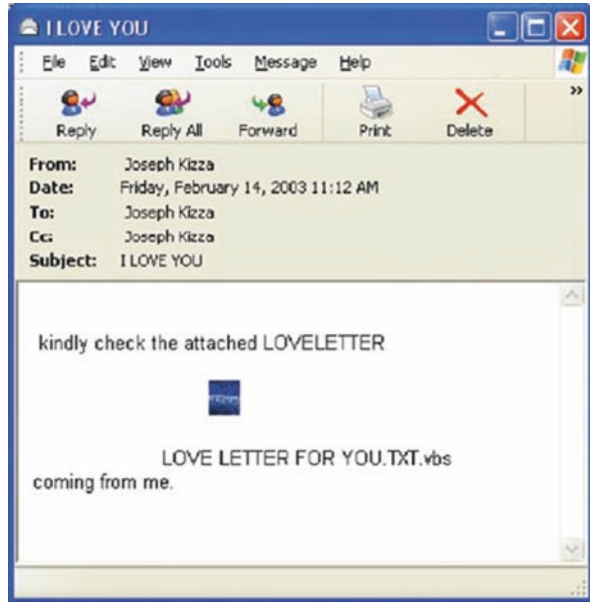 I LOVE YOU
File Edit View Tools Message Help
Reply Reply All Forward Print Delete »
From: Joseph Kizza
Date: Friday, February 14, 2003 11:12 AM
To: Joseph Kizza
Cc: Joseph Kizza
Subject: I LOVE YOU
kindly check the attached LOVELETTER
LOVE LETTER FOR YOU.TXT.vbs
coming from me.